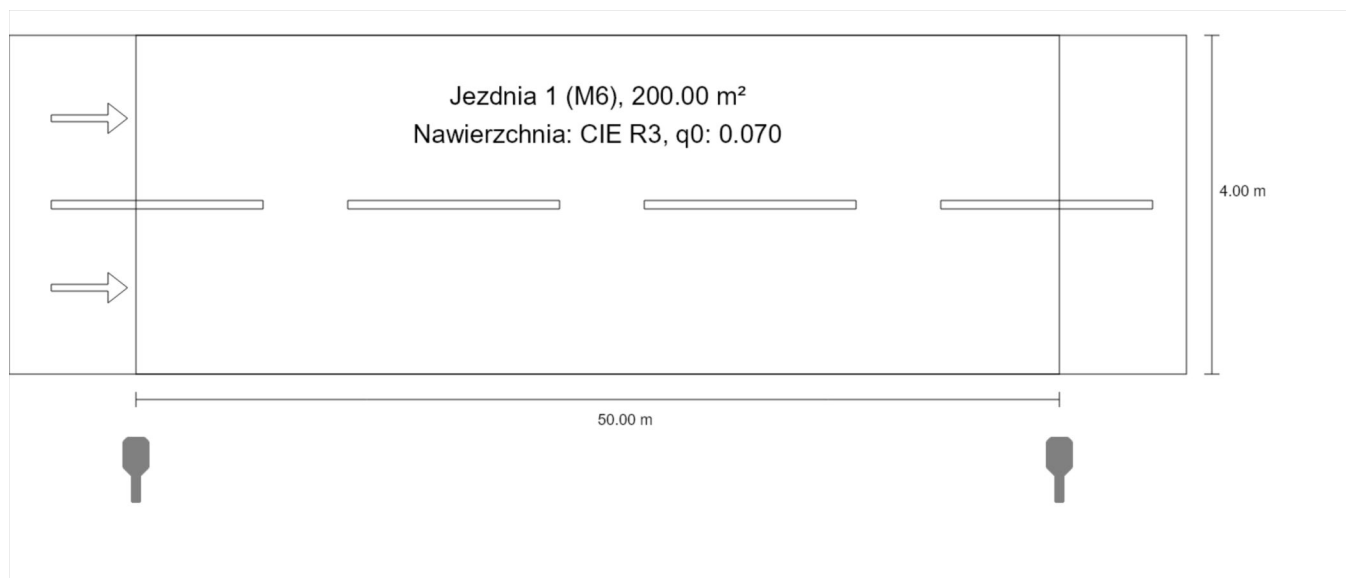 Jezdnia 1 (M6), 200.00 m²
Nawierzchnia: CIE R3, q0: 0.070
4.00 m
50.00 m